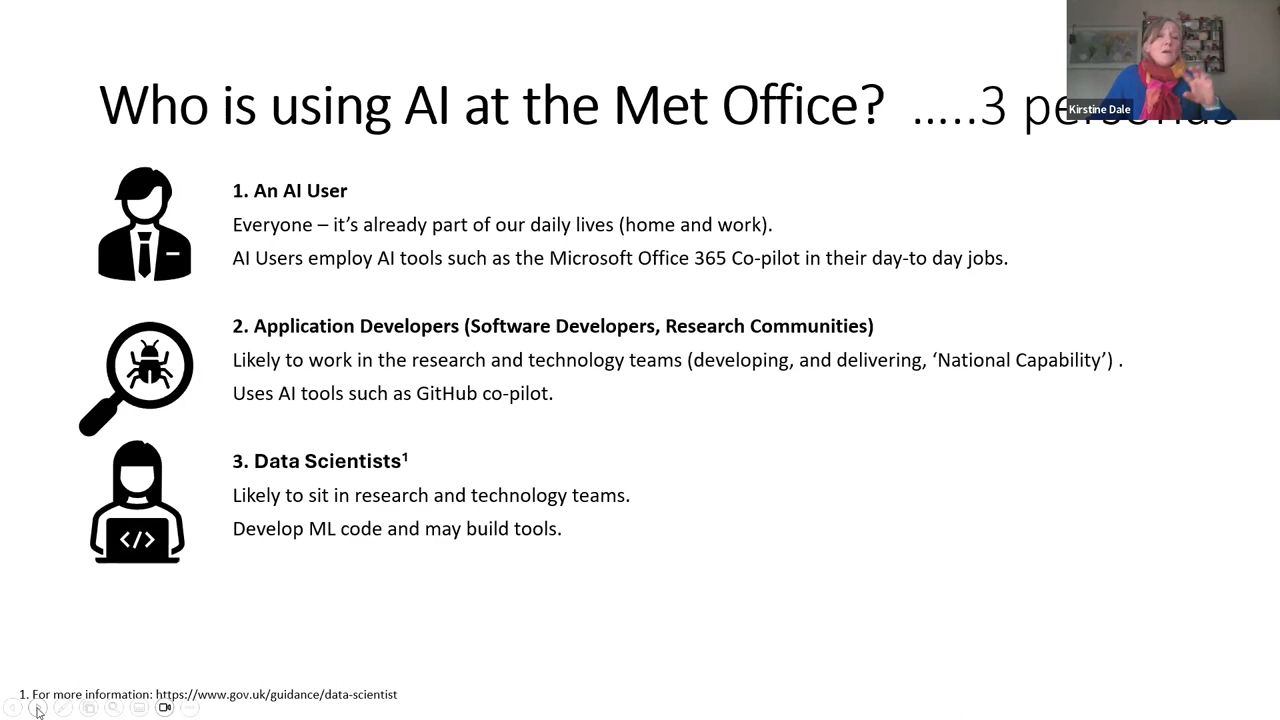 Who is using AI at the Met Office? .....3
Kirstine Dale
1. An AI User
Everyone – it’s already part of our daily lives (home and work).
AI Users employ AI tools such as the Microsoft Office 365 Co-pilot in their day-to day jobs.
2. Application Developers (Software Developers, Research Communities)
Likely to work in the research and technology teams (developing, and delivering, ‘National Capability’) .
Uses AI tools such as GitHub co-pilot.
3. Data Scientists¹
Likely to sit in research and technology teams.
Develop ML code and may build tools.
</> 
1. For more information: https://www.gov.uk/guidance/data-scientist